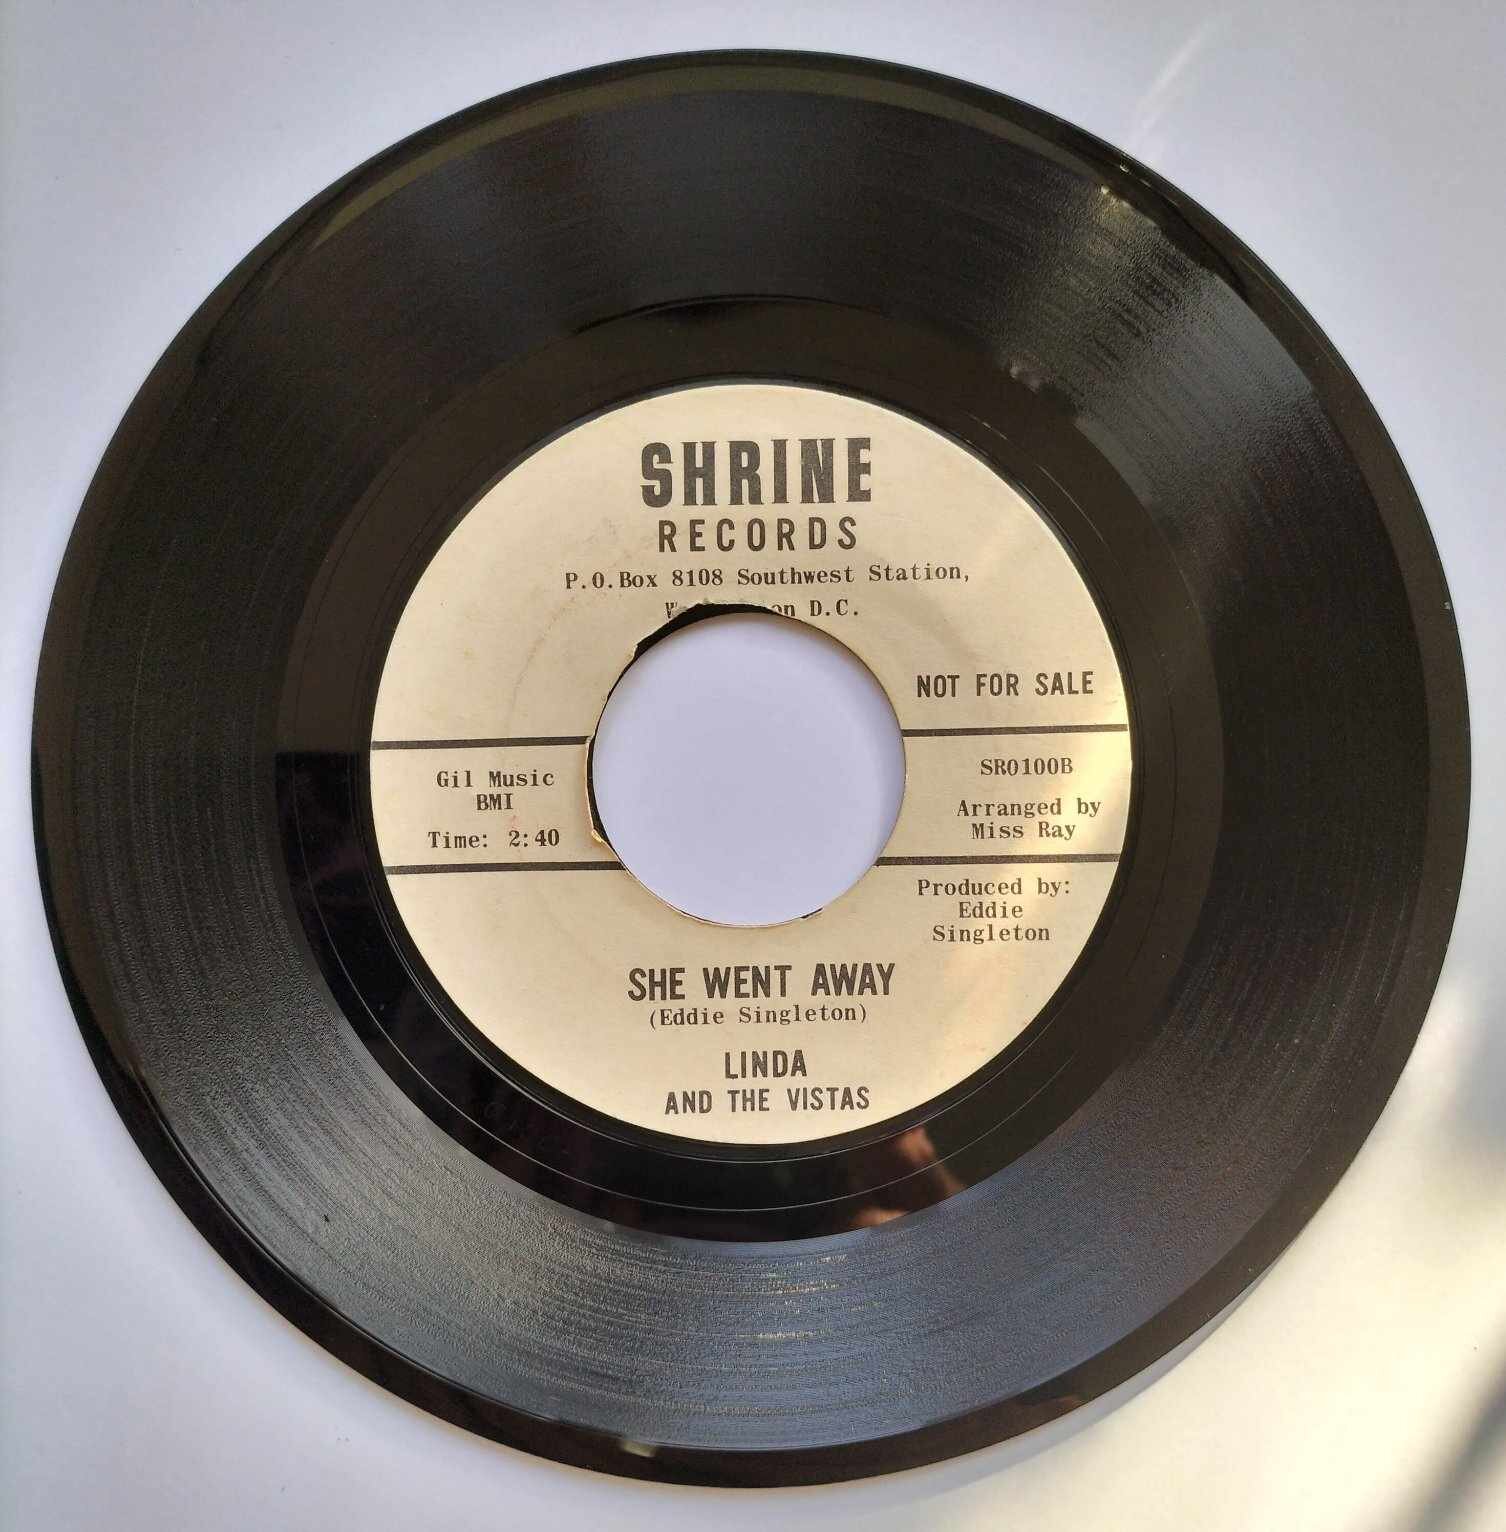 SHRINE
RECORDS
P.O.Box 8108 Southwest Station,
D.C.
NOT FOR SALE
Gil Music
BMI
Time: 2:40
SR0100B
Arranged by
Miss Ray
Produced by:
Eddie
Singleton
SHE WENT AWAY
(Eddie Singleton)
LINDA
AND THE VISTAS